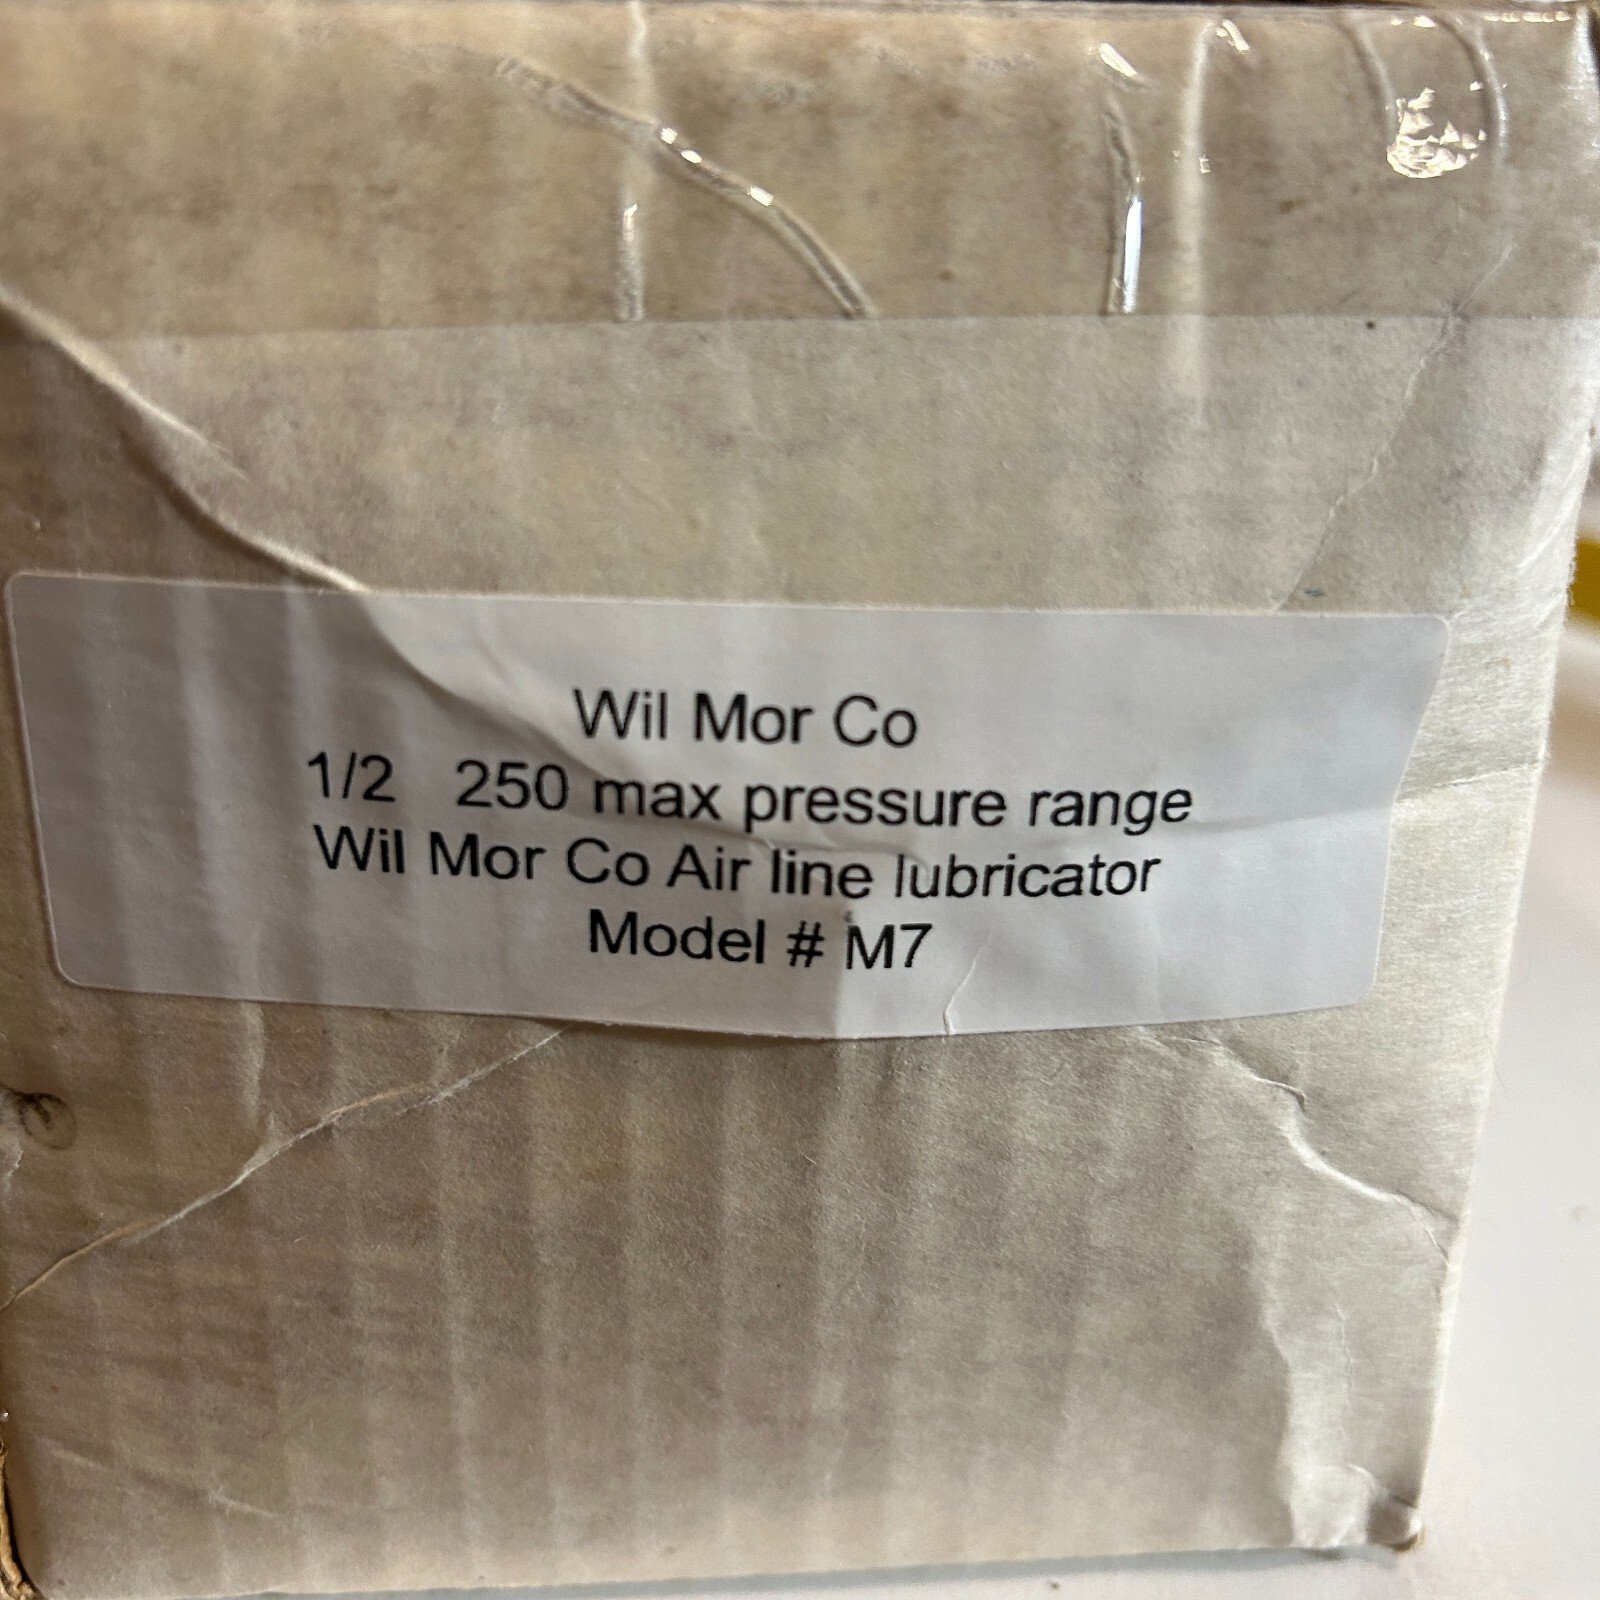 Wil Mor Co
1/2 250 max pressure range
Wil Mor Co Air line lubricator
Model # M7